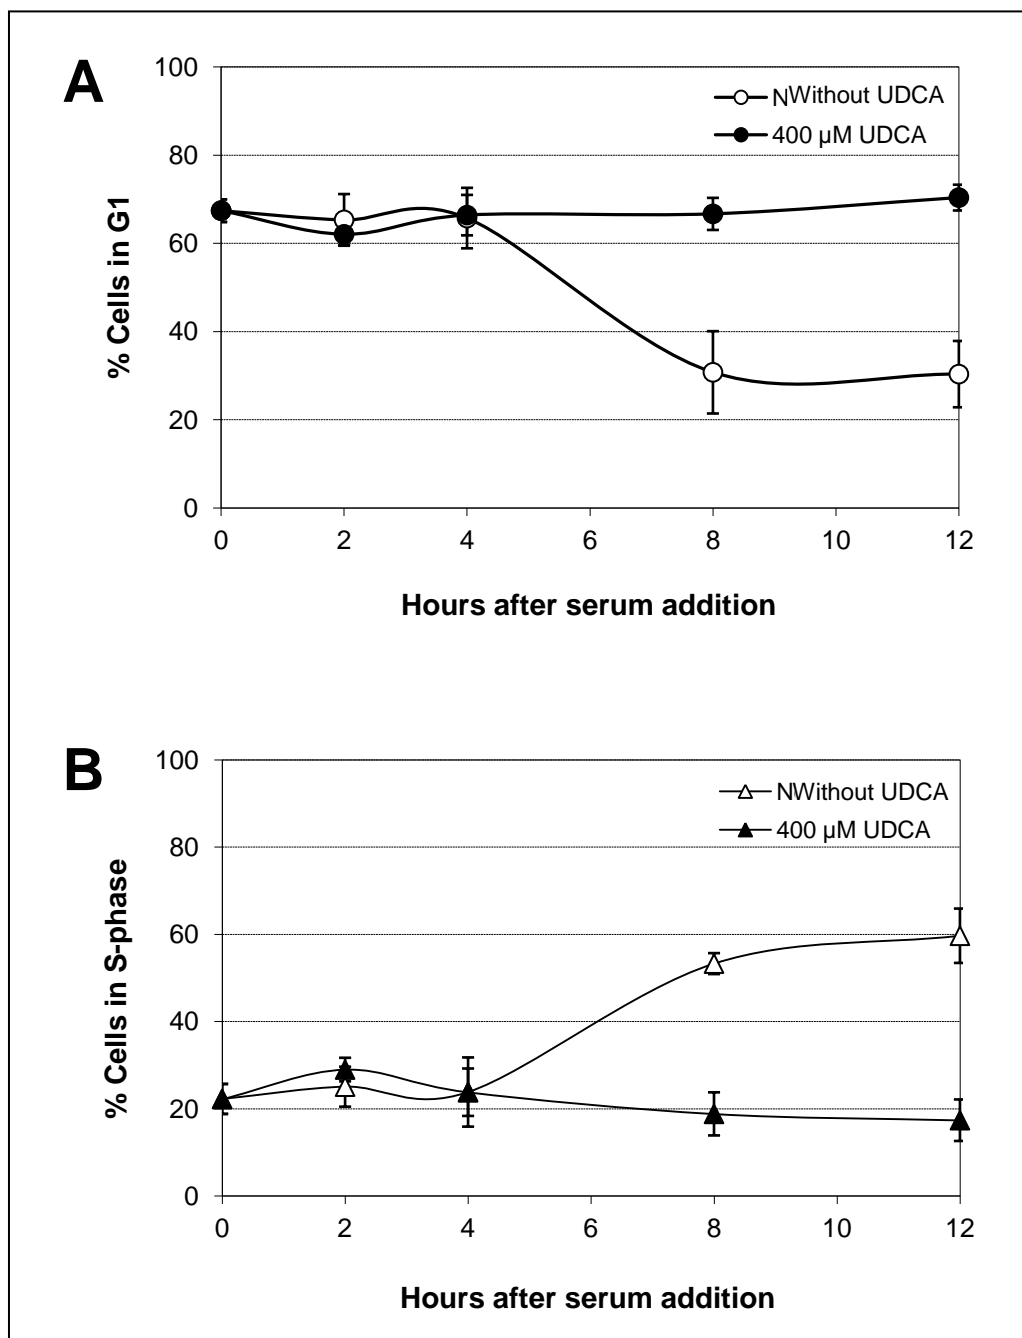 A
100
80
60
40
20
0
% Cells in G1
NWithout UDCA
400 µM UDCA
0 2 4 6 8 10 12
Hours after serum addition
B
100
80
60
40
20
0
% Cells in S-phase
NWithout UDCA
400 µM UDCA
0 2 4 6 8 10 12
Hours after serum addition